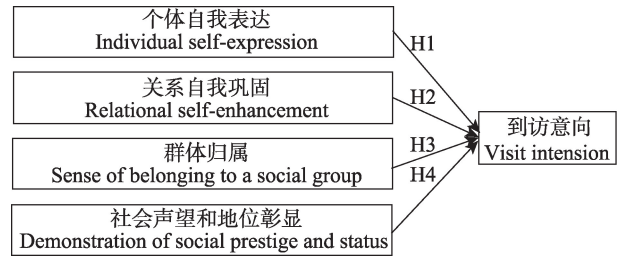 个体自我表达
Individual self-expression
H1
关系自我巩固
Relational self-enhancement
H2
到访意向
Visit intension
群体归属
Sense of belonging to a social group
H3
H4
社会声望和地位彰显
Demonstration of social prestige and status